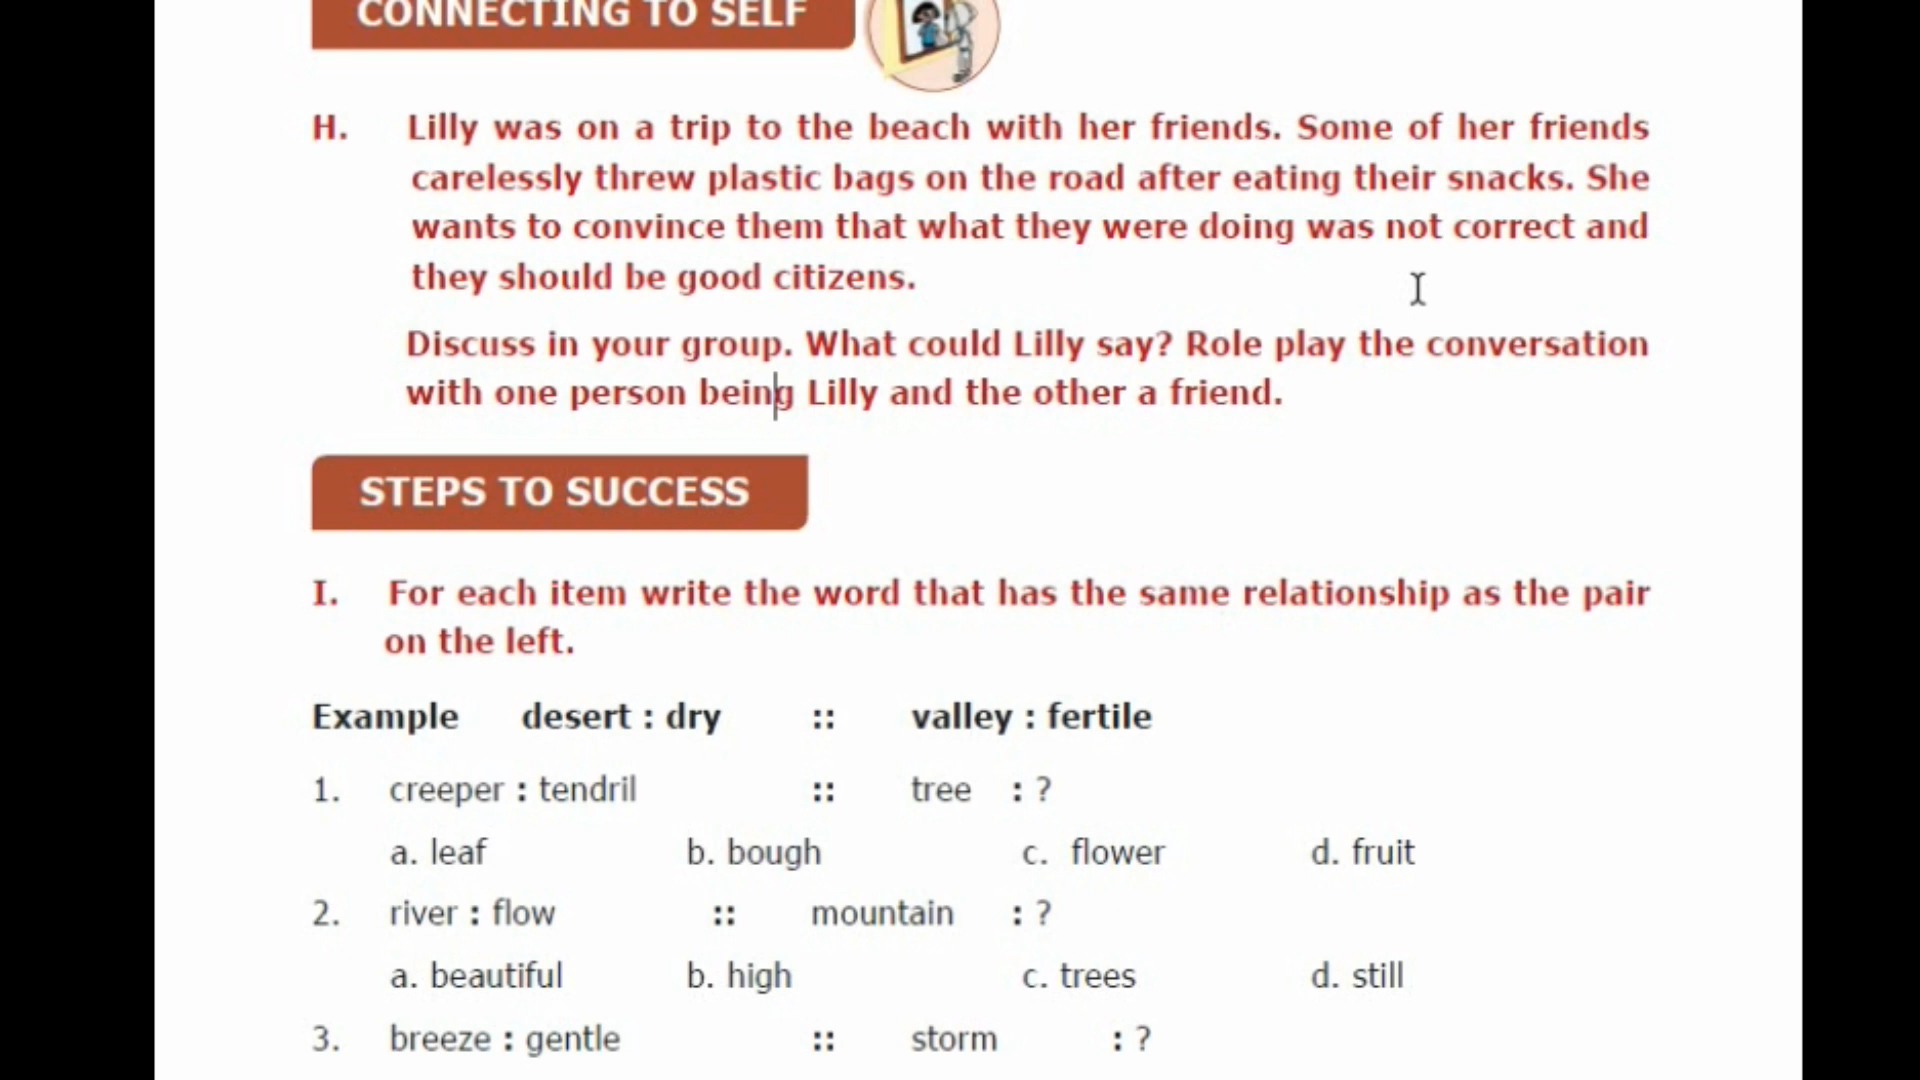 CONNECTING TO SELF
H. Lilly was on a trip to the beach with her friends. Some of her friends
carelessly threw plastic bags on the road after eating their snacks. She
wants to convince them that what they were doing was not correct and
they should be good citizens.
Discuss in your group. What could Lilly say? Role play the conversation
with one person being Lilly and the other a friend.
STEPS TO SUCCESS
I. For each item write the word that has the same relationship as the pair
on the left.
Example desert : dry :: valley : fertile
1. creeper : tendril :: tree : ?
a. leaf b. bough c. flower d. fruit
2. river : flow :: mountain : ?
a. beautiful b. high c. trees d. still
3. breeze : gentle :: storm : ?